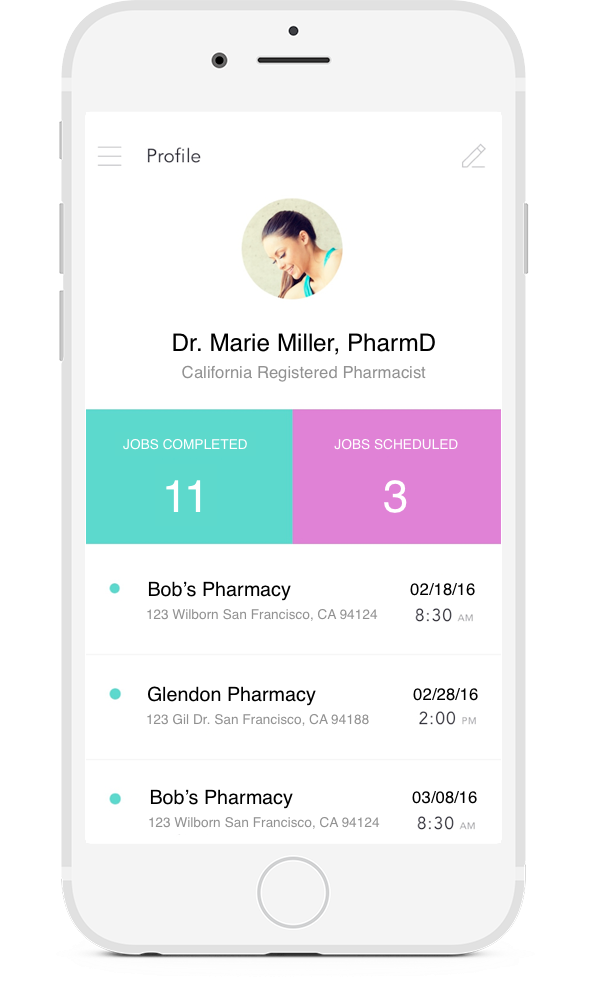 Profile
Dr. Marie Miller, PharmD
California Registered Pharmacist
JOBS COMPLETED
11
JOBS SCHEDULED
3
Bob’s Pharmacy
02/18/16
123 Wilborn San Francisco, CA 94124
8:30 AM
Glendon Pharmacy
02/28/16
123 Gil Dr. San Francisco, CA 94188
2:00 PM
Bob’s Pharmacy
03/08/16
123 Wilborn San Francisco, CA 94124
8:30 AM